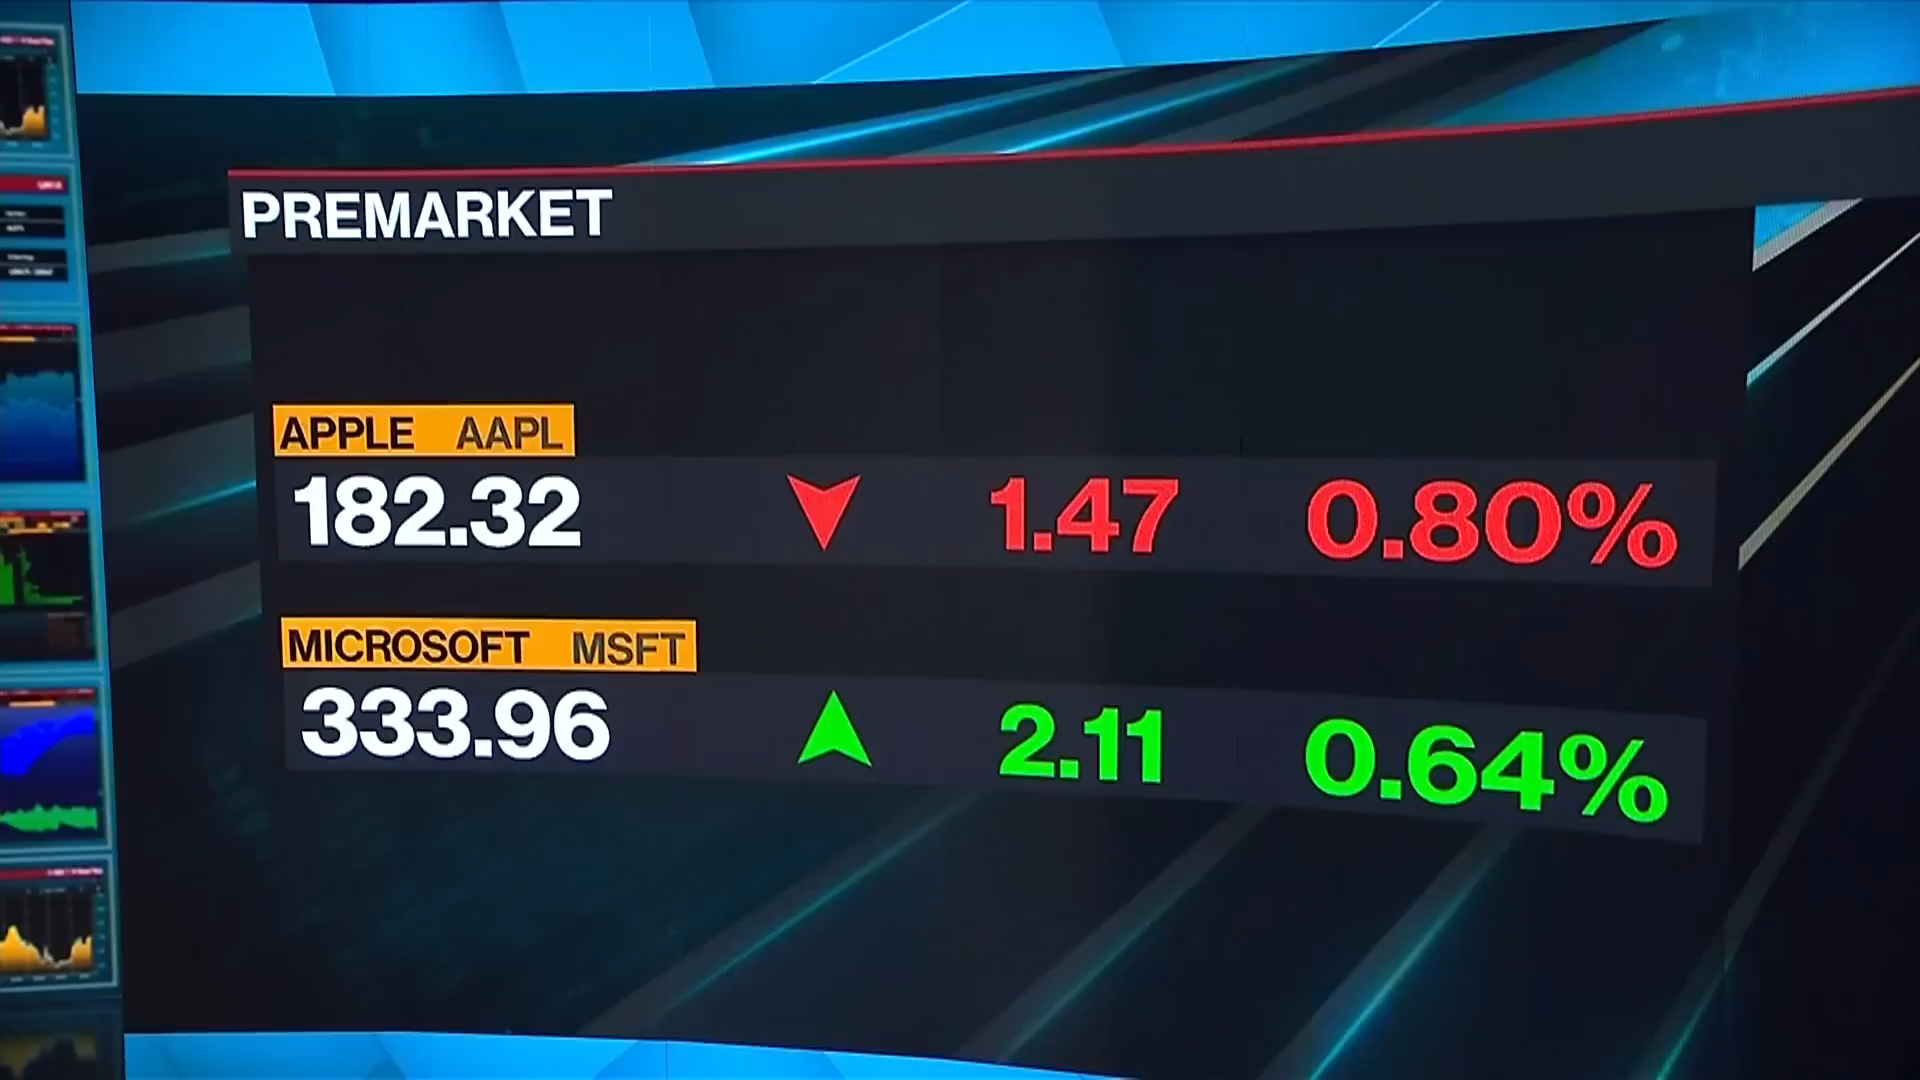 PREMARKET
APPLE AAPL
182.32 1.47 0.80%
MICROSOFT MSFT
333.96 2.11 0.64%